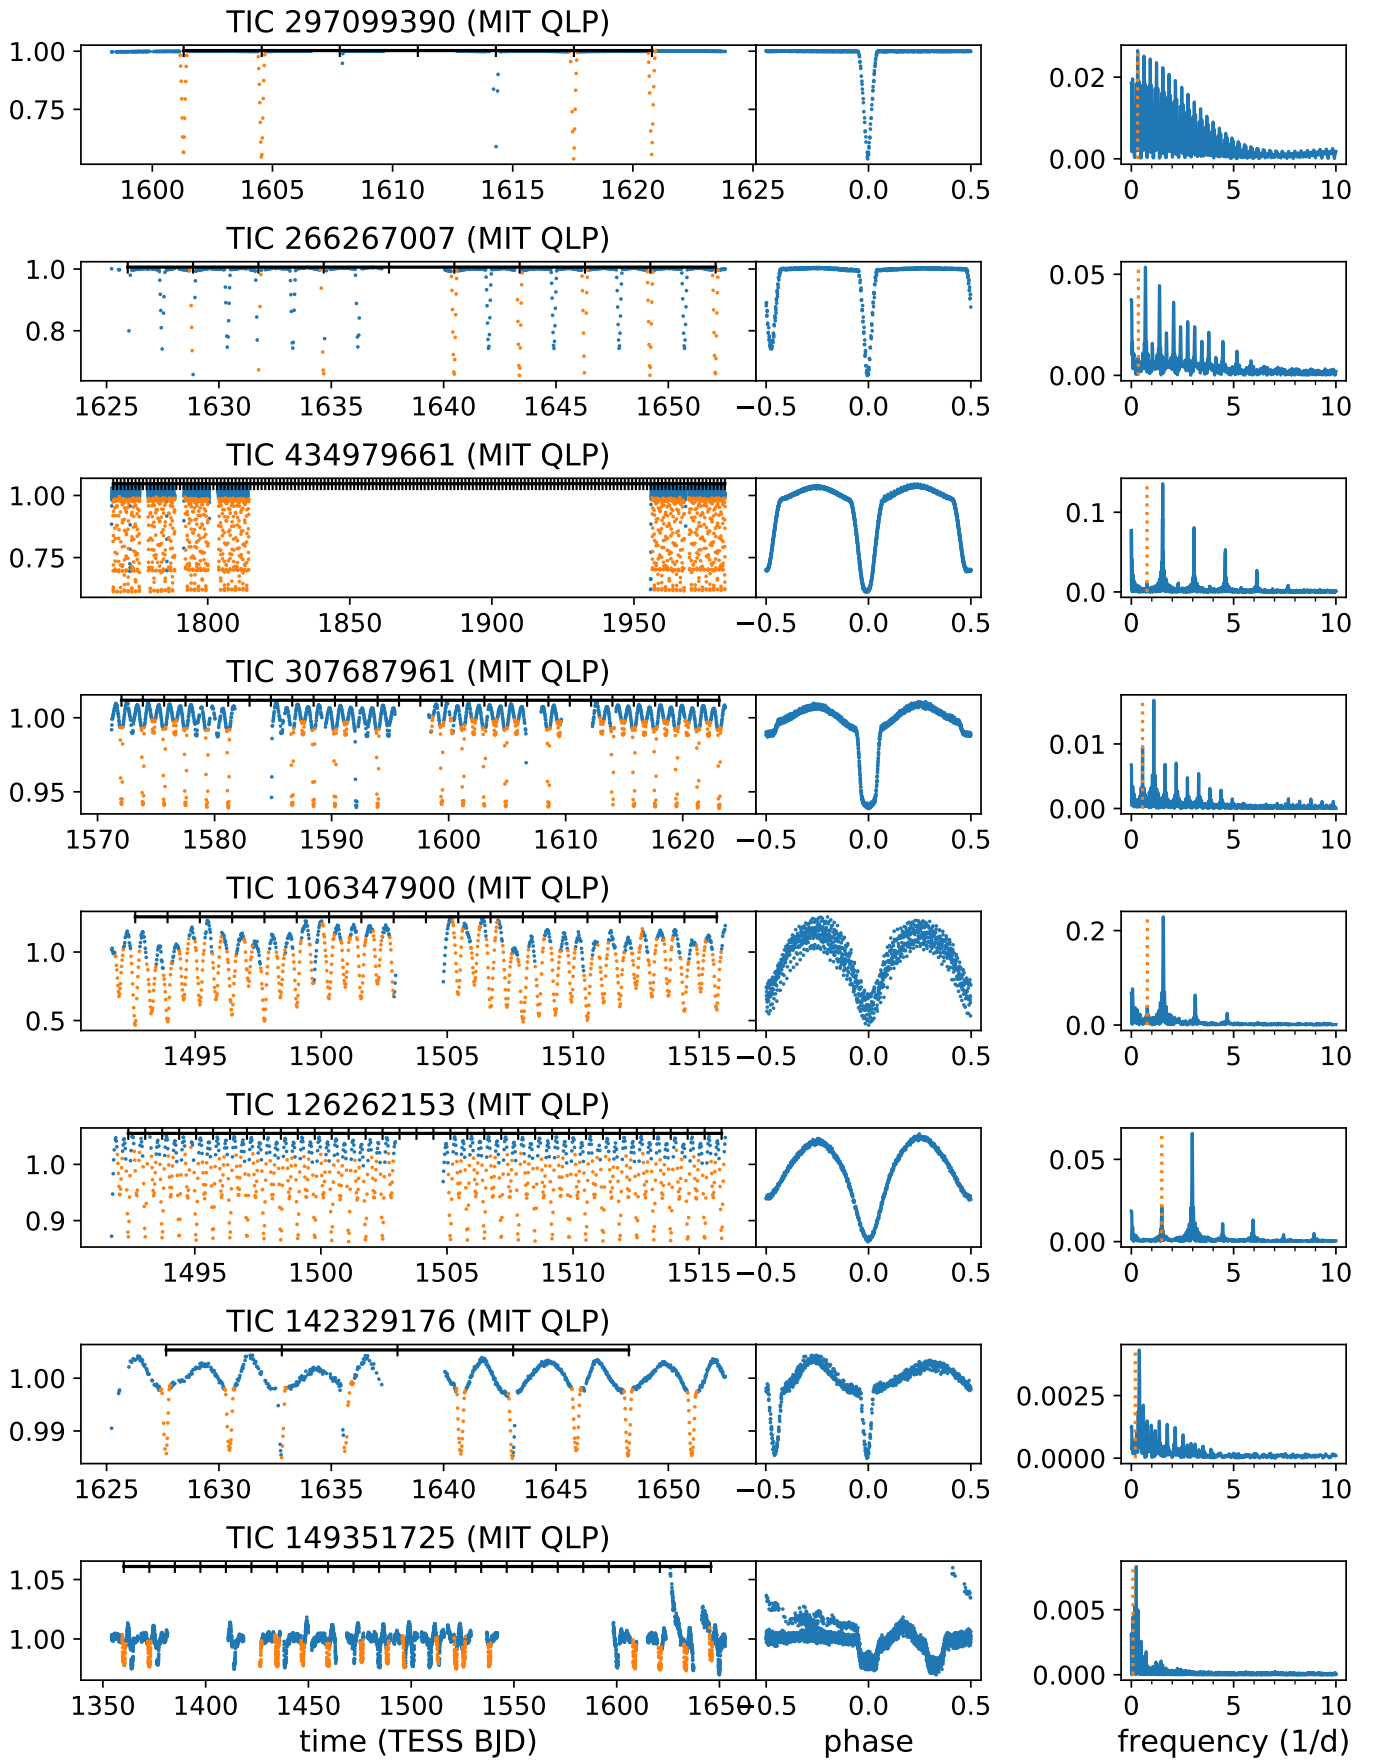 TIC 297099390 (MIT QLP)
1.00
0.75
1600 1605 1610 1615 1620 1625 0.0 0.5
0.02
0.00
0 5 10
TIC 266267007 (MIT QLP)
1.0
0.8
1625 1630 1635 1640 1645 1650 −0.5 0.0 0.5
0.05
0.00
0 5 10
TIC 434979661 (MIT QLP)
1.00
0.75
1800 1850 1900 1950 −0.5 0.0 0.5
0.1
0.0
0 5 10
TIC 307687961 (MIT QLP)
1.00
0.95
1570 1580 1590 1600 1610 1620 −0.5 0.0 0.5
0.01
0.00
0 5 10
TIC 106347900 (MIT QLP)
1.0
0.5
1495 1500 1505 1510 1515 −0.5 0.0 0.5
0.2
0.0
0 5 10
TIC 126262153 (MIT QLP)
1.0
0.9
1495 1500 1505 1510 1515 −0.5 0.0 0.5
0.05
0.00
0 5 10
TIC 142329176 (MIT QLP)
1.00
0.99
1625 1630 1635 1640 1645 1650 −0.5 0.0 0.5
0.0025
0.0000
0 5 10
TIC 149351725 (MIT QLP)
1.05
1.00
1350 1400 1450 1500 1550 1600 1650 −0.5 0.0 0.5
0.005
0.000
0 5 10
time (TESS BJD) phase frequency (1/d)